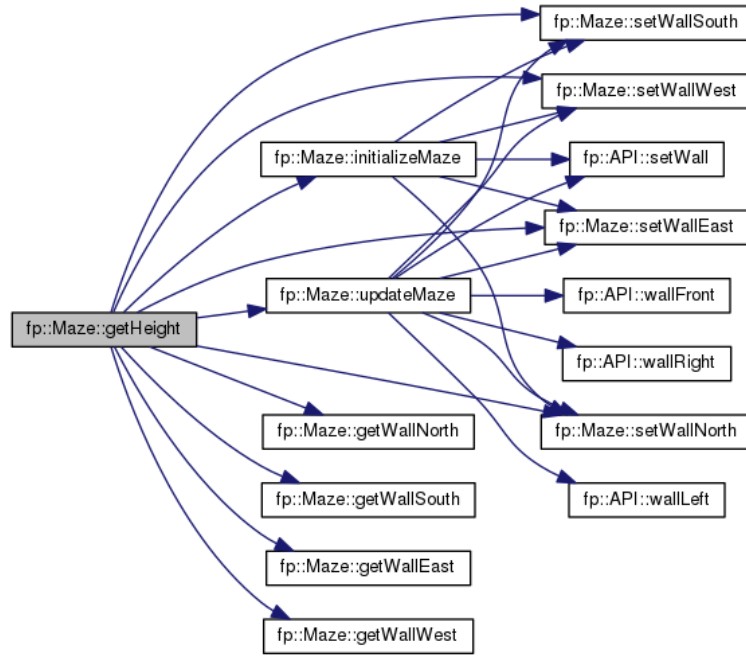 fp::Maze::setWallSouth
fp::Maze::setWallWest
fp::Maze::initializeMaze
fp::API::setWall
fp::Maze::setWallEast
fp::Maze::updateMaze
fp::API::wallFront
fp::Maze::getHeight
fp::API::wallRight
fp::Maze::getWallNorth
fp::Maze::setWallNorth
fp::Maze::getWallSouth
fp::API::wallLeft
fp::Maze::getWallEast
fp::Maze::getWallWest